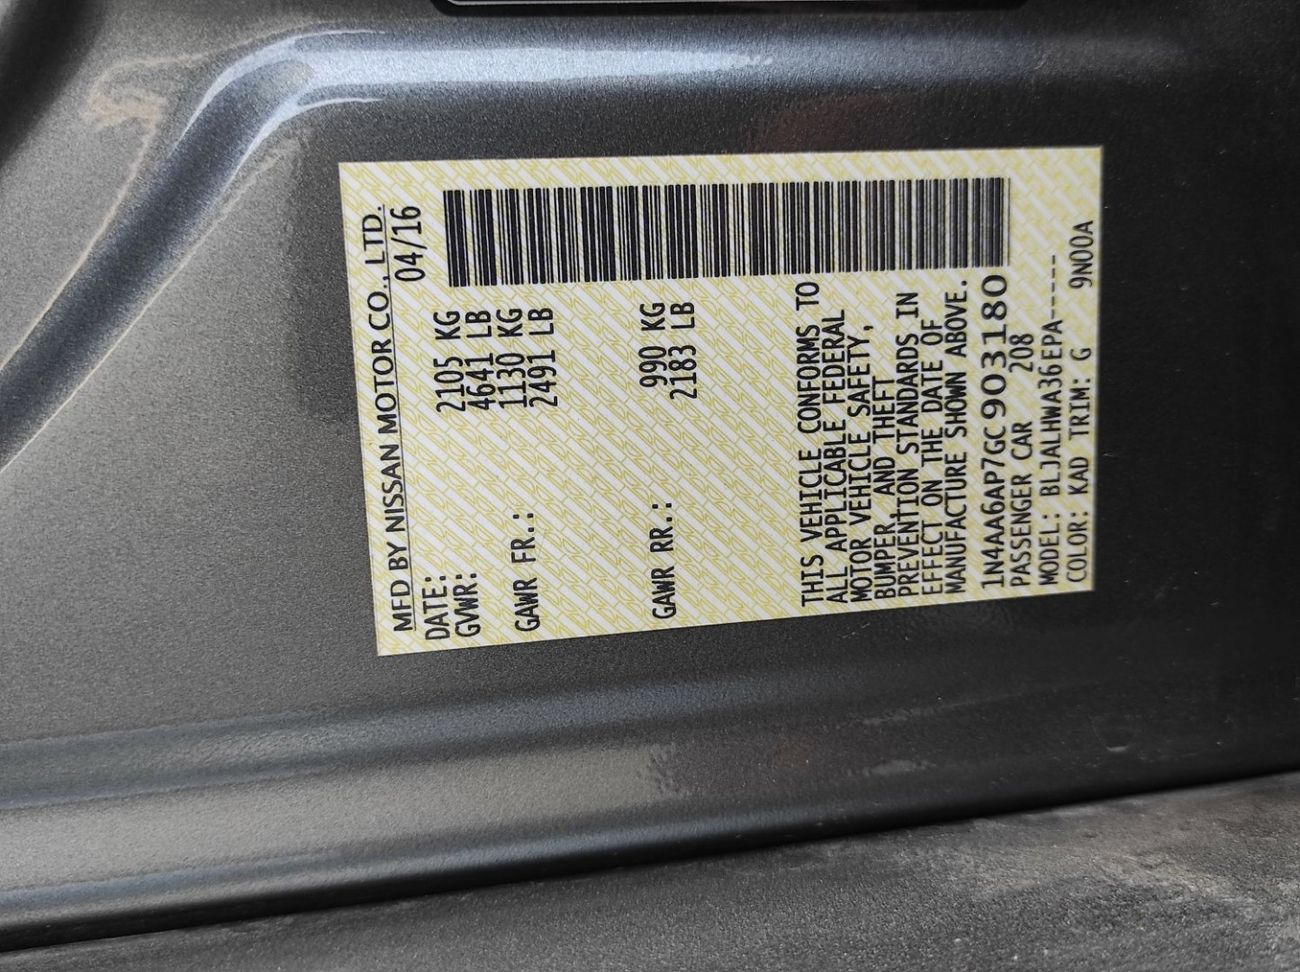 MFD BY NISSAN MOTOR CO., LTD.
DATE: 04/16
GVWR: 2105 KG
4641 LB
GAWR FR.: 1130 KG
2491 LB
GAWR RR.: 990 KG
2183 LB
THIS VEHICLE CONFORMS TO
ALL APPLICABLE FEDERAL
MOTOR VEHICLE SAFETY,
BUMPER, AND THEFT
PREVENTION STANDARDS IN
EFFECT ON THE DATE OF
MANUFACTURE SHOWN ABOVE.
1N4AA6AP7GC903180
PASSENGER CAR 208
MODEL: BLJALHWA36EPA-----
COLOR: KAD TRIM: G 9N00A